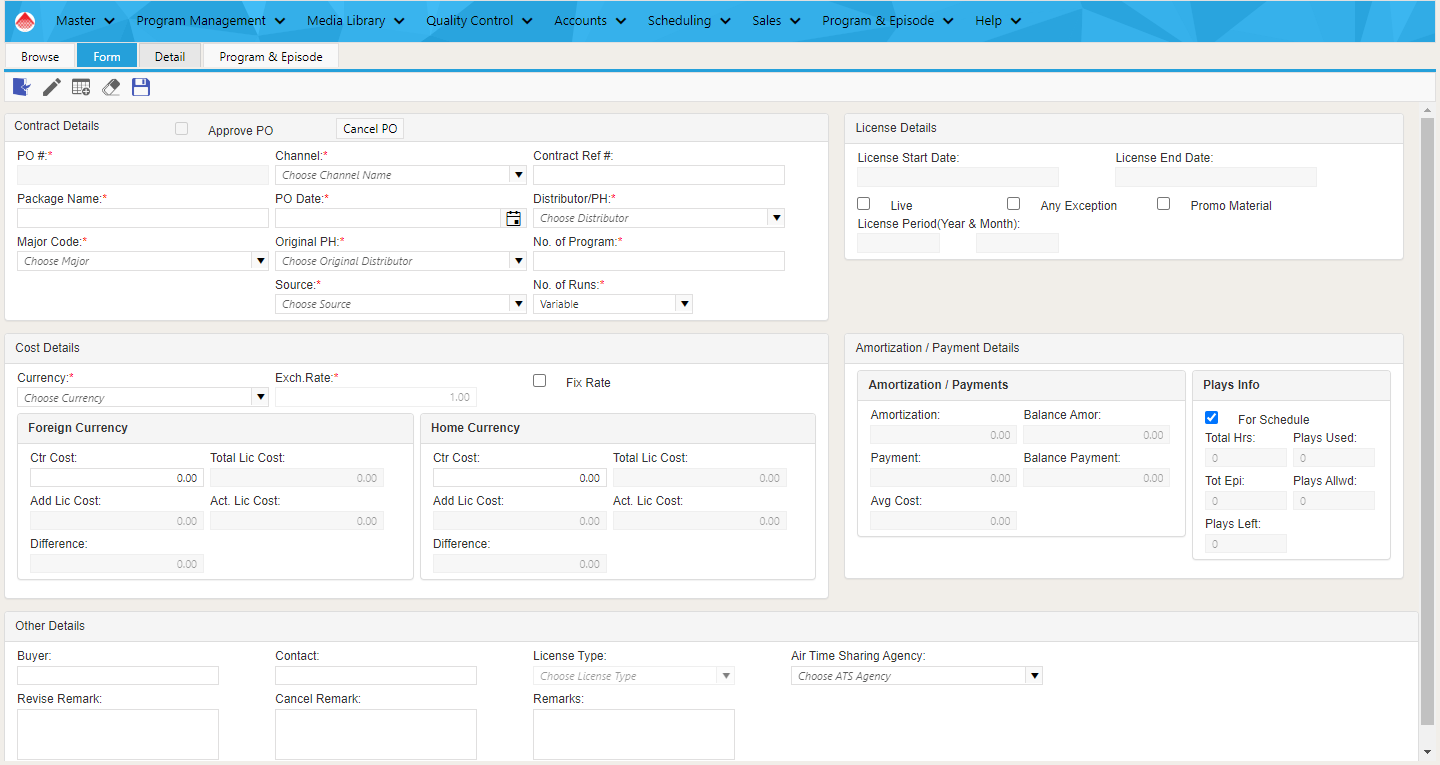 Master Program Management Media Library Quality Control Accounts Scheduling Sales Program & Episode Help
Browse Form Detail Program & Episode
Contract Details Approve PO Cancel PO
PO #:* Channel:* Contract Ref #:
Choose Channel Name
Package Name:* PO Date:* Distributor/PH:*
Choose Distributor
Major Code:* Original PH:* No. of Program:*
Choose Major Choose Original Distributor
Source:* No. of Runs:*
Choose Source Variable
License Details
License Start Date: License End Date:
Live Any Exception Promo Material
License Period(Year & Month):
Cost Details
Currency:* Exch.Rate:* Fix Rate
Choose Currency 1.00
Foreign Currency
Ctr Cost: Total Lic Cost:
0.00 0.00
Add Lic Cost: Act. Lic Cost:
0.00 0.00
Difference:
0.00
Home Currency
Ctr Cost: Total Lic Cost:
0.00 0.00
Add Lic Cost: Act. Lic Cost:
0.00 0.00
Difference:
0.00
Amortization / Payment Details
Amortization / Payments
Amortization: Balance Amor:
0.00 0.00
Payment: Balance Payment:
0.00 0.00
Avg Cost:
0.00
Plays Info
For Schedule
Total Hrs: Plays Used:
0 0
Tot Epi: Plays Allwd:
0 0
Plays Left:
0
Other Details
Buyer: Contact: License Type: Air Time Sharing Agency:
Choose License Type Choose ATS Agency
Revise Remark: Cancel Remark: Remarks: